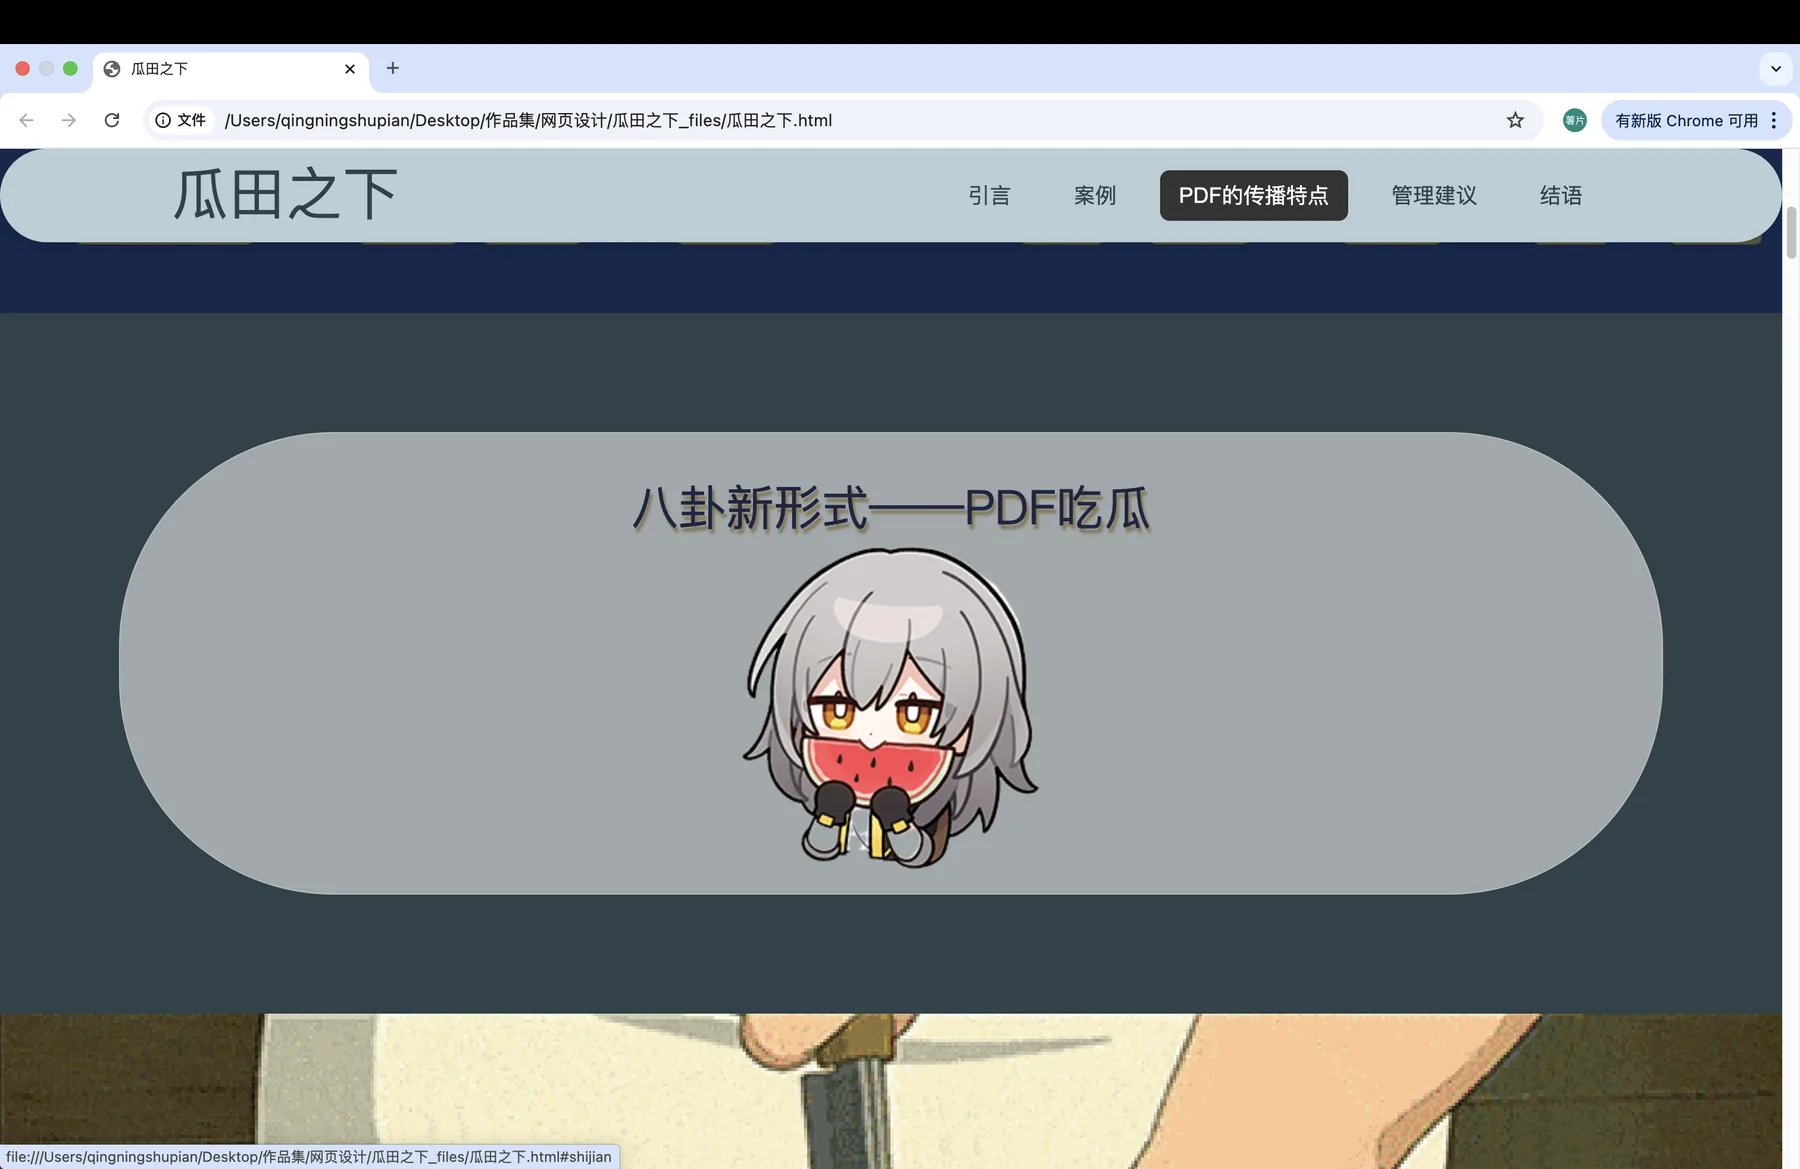 瓜田之下
文件 /Users/qingningshupian/Desktop/作品集/网页设计/瓜田之下_files/瓜田之下.html 薯片 有新版 Chrome 可用
瓜田之下 引言 案例 PDF的传播特点 管理建议 结语
八卦新形式——PDF吃瓜
file:///Users/qingningshupian/Desktop/作品集/网页设计/瓜田之下_files/瓜田之下.html#shijian